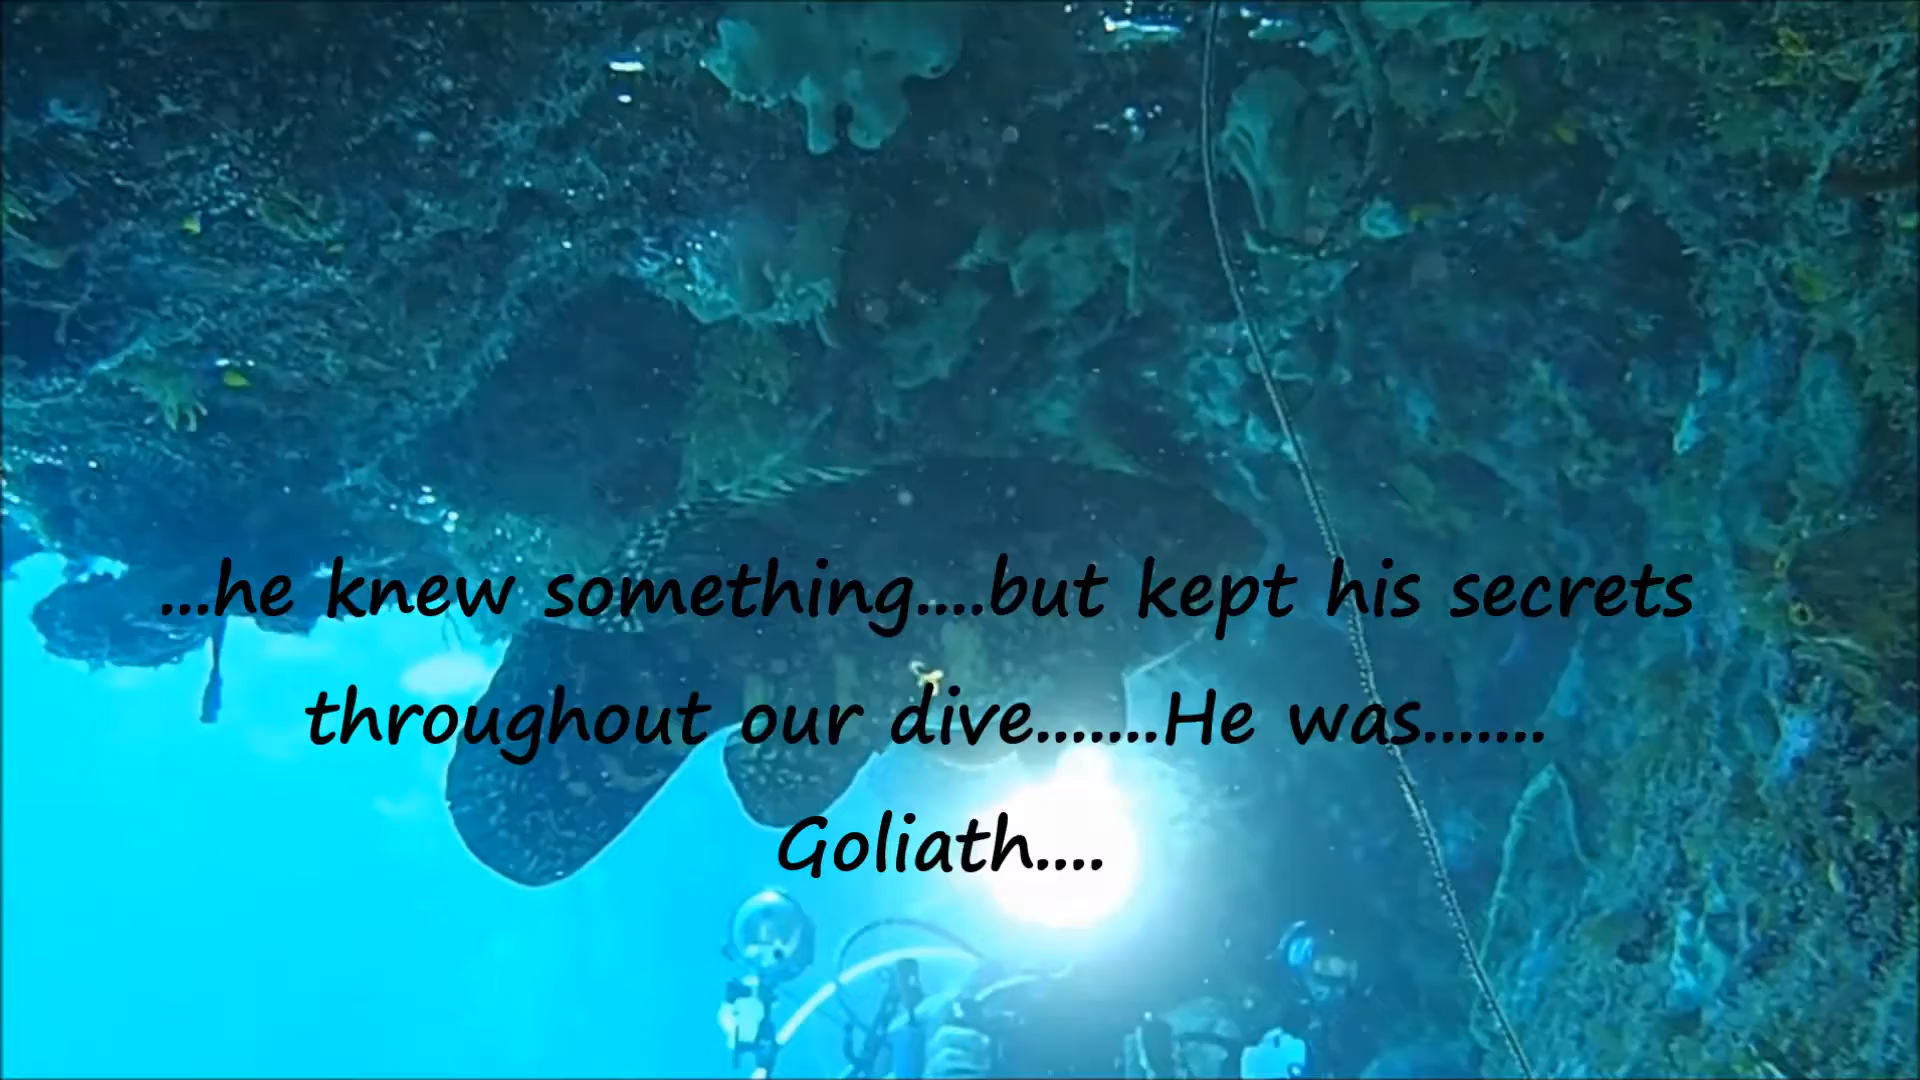 ...he knew something....but kept his secrets
throughout our dive.......He was.......
Goliath....